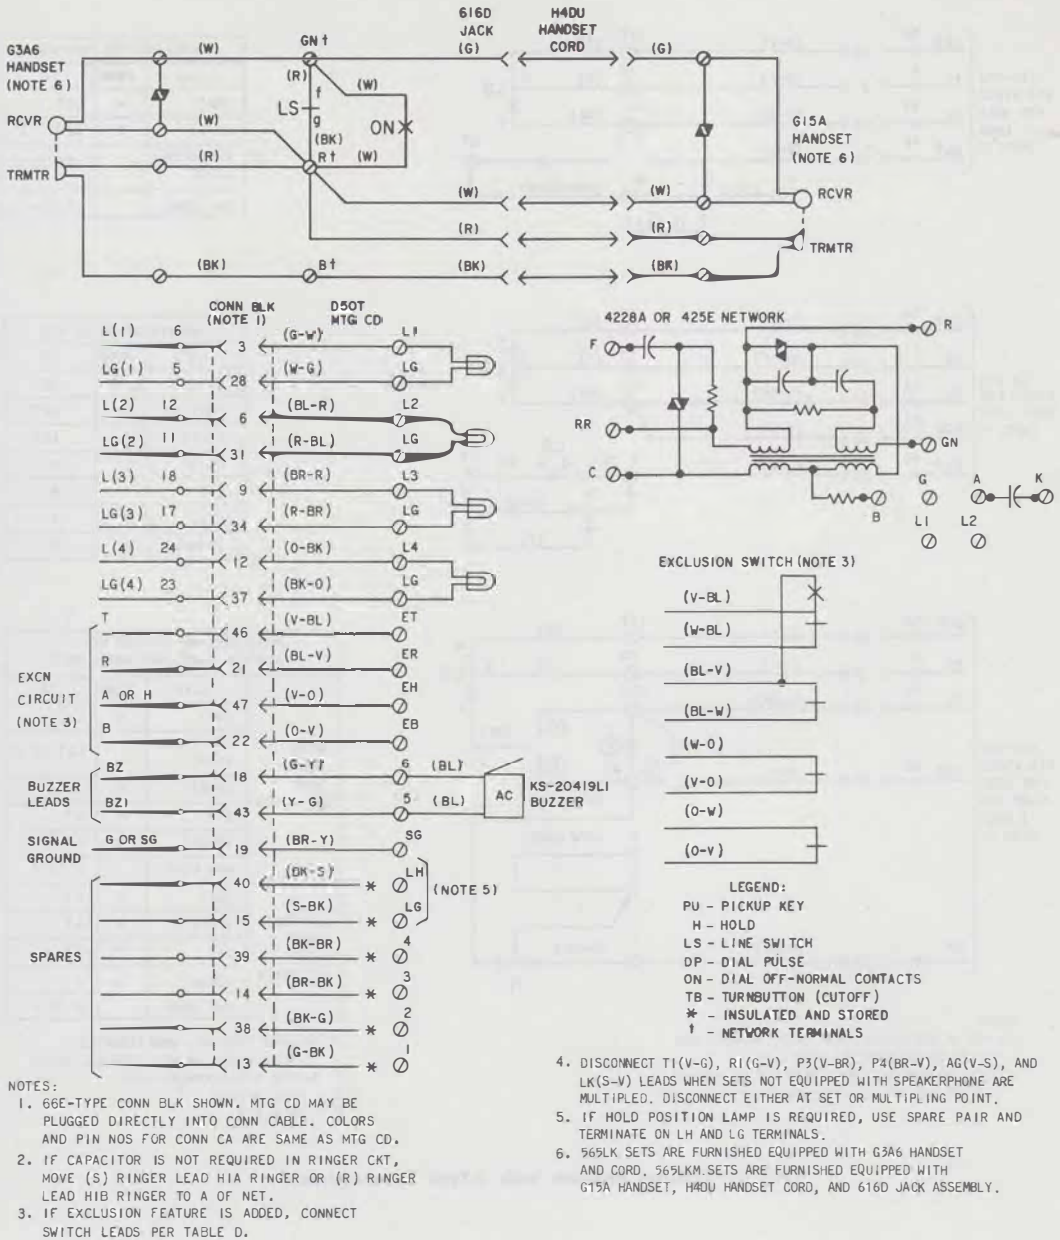 616D
JACK
(G)
H4DU
HANDSET
CORD
G3A6
HANDSET
(NOTE 6)
(W)
GN †
(G)
(R)
(W)
RCVR
f
LS
g
(W)
ON
(BK)
G15A
HANDSET
(NOTE 6)
(R)
R †
(W)
TRMTR
(W)
(W)
RCVR
(R)
(R)
TRMTR
(BK)
B †
(BK)
(BK)
CONN BLK
(NOTE 1)
D50T
MTG CD
L(1) 6 3 (G-W) L1
LG(1) 5 28 (W-G) LG
L(2) 12 6 (BL-R) L2
LG(2) 11 31 (R-BL) LG
L(3) 18 9 (BR-R) L3
LG(3) 17 34 (R-BR) LG
L(4) 24 12 (O-BK) L4
LG(4) 23 37 (BK-O) LG
EXCN
CIRCUIT
(NOTE 3)
T 46 (V-BL) ET
R 21 (BL-V) ER
A OR H 47 (V-O) EH
B 22 (O-V) EB
BUZZER
LEADS
BZ 18 (G-Y) 6 (BL)
BZ1 43 (Y-G) 5 (BL)
AC
KS-20419L1
BUZZER
SIGNAL
GROUND
G OR SG 19 (BR-Y) SG
SPARES
40 (BK-S) * LH
15 (S-BK) * LG
(NOTE 5)
39 (BK-BR) * 4
14 (BR-BK) * 3
38 (BK-G) * 2
13 (G-BK) * 1
4228A OR 425E NETWORK
F
R
RR
GN
C
B
G
A
K
L1
L2
EXCLUSION SWITCH (NOTE 3)
(V-BL)
(W-BL)
(BL-V)
(BL-W)
(W-O)
(V-O)
(O-W)
(O-V)
LEGEND:
PU - PICKUP KEY
H - HOLD
LS - LINE SWITCH
DP - DIAL PULSE
ON - DIAL OFF-NORMAL CONTACTS
TB - TURNBUTTON (CUTOFF)
* - INSULATED AND STORED
† - NETWORK TERMINALS
NOTES:
1. 66E-TYPE CONN BLK SHOWN. MTG CD MAY BE
PLUGGED DIRECTLY INTO CONN CABLE. COLORS
AND PIN NOS FOR CONN CA ARE SAME AS MTG CD.
2. IF CAPACITOR IS NOT REQUIRED IN RINGER CKT,
MOVE (S) RINGER LEAD H1A RINGER OR (R) RINGER
LEAD H1B RINGER TO A OF NET.
3. IF EXCLUSION FEATURE IS ADDED, CONNECT
SWITCH LEADS PER TABLE D.
4. DISCONNECT T1(V-G), R1(G-V), P3(V-BR), P4(BR-V), AG(V-S), AND
LK(S-V) LEADS WHEN SETS NOT EQUIPPED WITH SPEAKERPHONE ARE
MULTIPLED. DISCONNECT EITHER AT SET OR MULTIPLING POINT.
5. IF HOLD POSITION LAMP IS REQUIRED, USE SPARE PAIR AND
TERMINATE ON LH AND LG TERMINALS.
6. 565LK SETS ARE FURNISHED EQUIPPED WITH G3A6 HANDSET
AND CORD. 565LKM SETS ARE FURNISHED EQUIPPED WITH
G15A HANDSET, H4DU HANDSET CORD, AND 616D JACK ASSEMBLY.